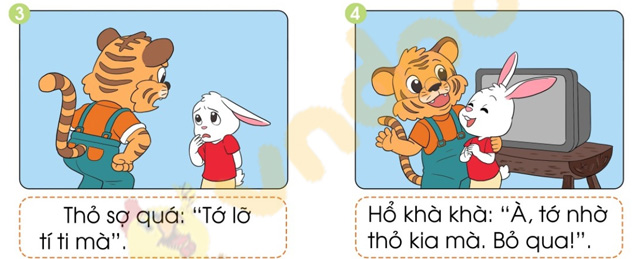 3
Thỏ sợ quá: “Tớ lỡ
tí ti mà”.
4
Hổ khà khà: “À, tớ nhờ
thỏ kia mà. Bỏ qua!”.